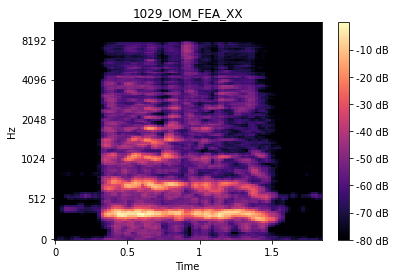 1029_IOM_FEA_XX
8192
4096
2048
1024
512
0
Hz
0
0.5
1
1.5
Time
-10 dB
-20 dB
-30 dB
-40 dB
-50 dB
-60 dB
-70 dB
-80 dB